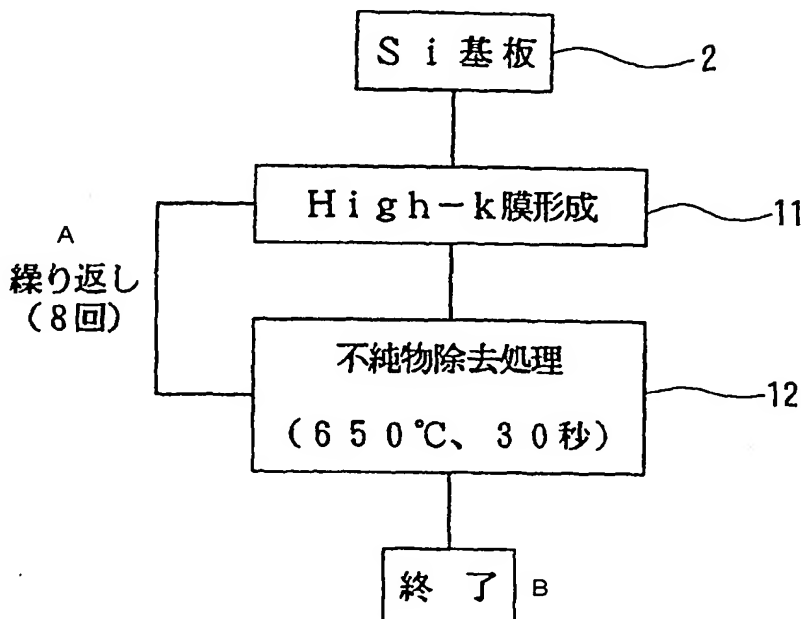 Si基板
2
High-k膜形成
11
A
繰り返し
(8回)
不純物除去処理
(650℃、30秒)
12
終了
B